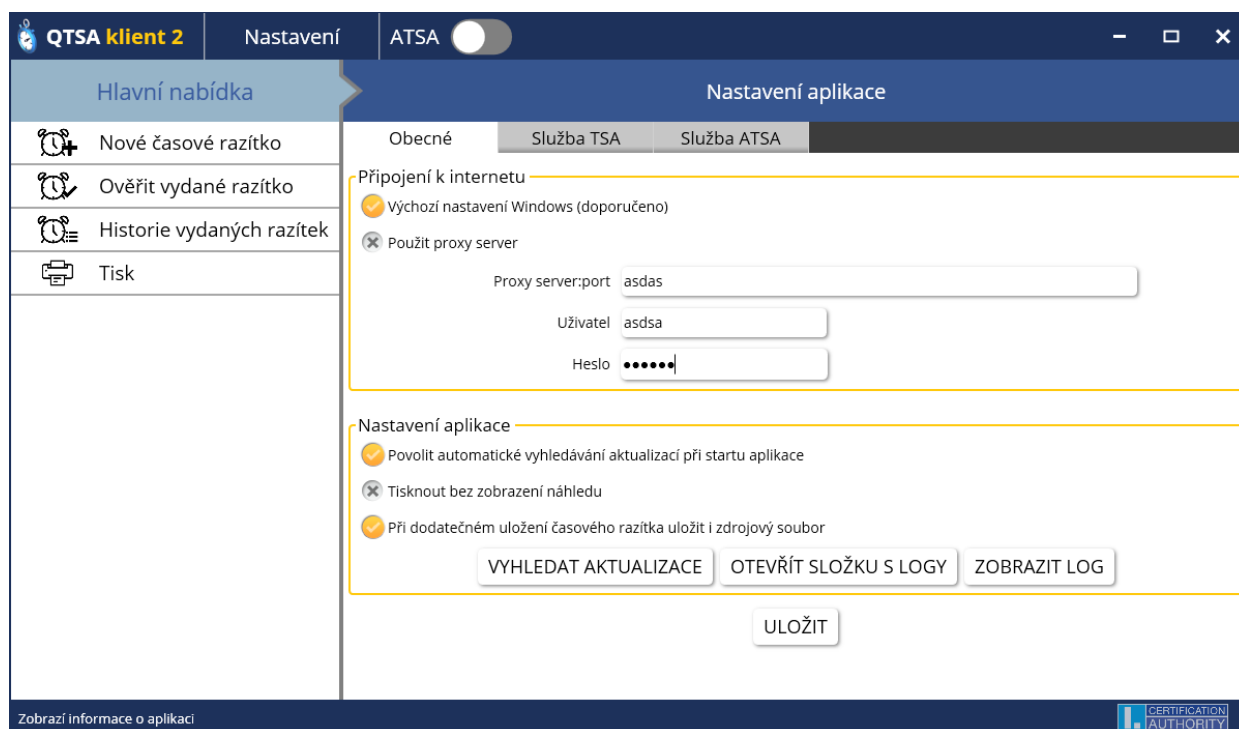 QTSA klient 2 Nastavení ATSA
Hlavní nabídka
Nastavení aplikace
Nové časové razítko
Ověřit vydané razítko
Historie vydaných razítek
Tisk
Obecné Služba TSA Služba ATSA
Připojení k internetu
Výchozí nastavení Windows (doporučeno)
Použit proxy server
Proxy server:port asdas
Uživatel asdsa
Heslo ••••••
Nastavení aplikace
Povolit automatické vyhledávání aktualizací při startu aplikace
Tisknout bez zobrazení náhledu
Při dodatečném uložení časového razítka uložit i zdrojový soubor
VYHLEDAT AKTUALIZACE OTEVŘÍT SLOŽKU S LOGY ZOBRAZIT LOG
ULOŽIT
Zobrazí informace o aplikaci
CERTIFICATION
AUTHORITY